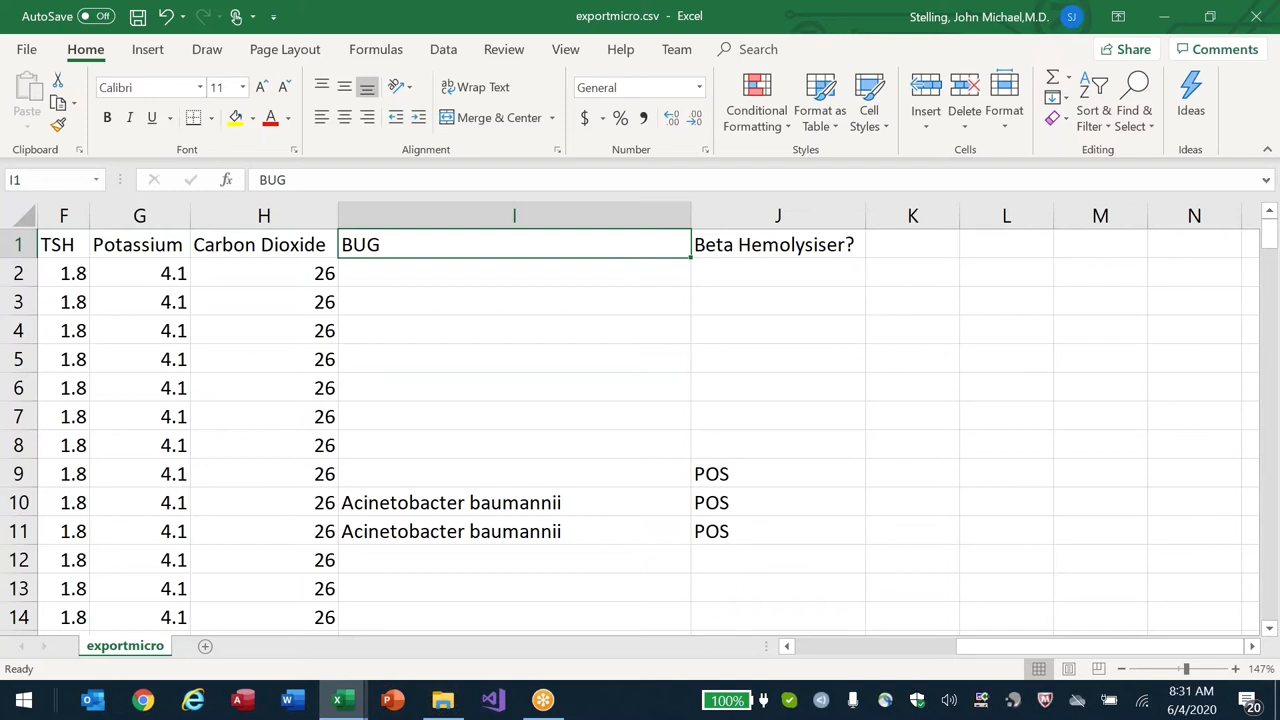 AutoSave Off exportmicro.csv - Excel Stelling, John Michael,M.D. SJ
File Home Insert Draw Page Layout Formulas Data Review View Help Team Search Share Comments
Paste Calibri 11 B I U A A A Wrap Text Merge & Center General $ % Conditional Formatting Format as Table Cell Styles Insert Delete Format Sort & Filter Find & Select Ideas
Clipboard Font Alignment Number Styles Cells Editing Ideas
I1 fx BUG
F G H I J K L M N
1 TSH Potassium Carbon Dioxide BUG Beta Hemolysiser?
2 1.8 4.1 26
3 1.8 4.1 26
4 1.8 4.1 26
5 1.8 4.1 26
6 1.8 4.1 26
7 1.8 4.1 26
8 1.8 4.1 26
9 1.8 4.1 26 POS
10 1.8 4.1 26 Acinetobacter baumannii POS
11 1.8 4.1 26 Acinetobacter baumannii POS
12 1.8 4.1 26
13 1.8 4.1 26
14 1.8 4.1 26
exportmicro
Ready 147%
100% 8:31 AM
6/4/2020 20